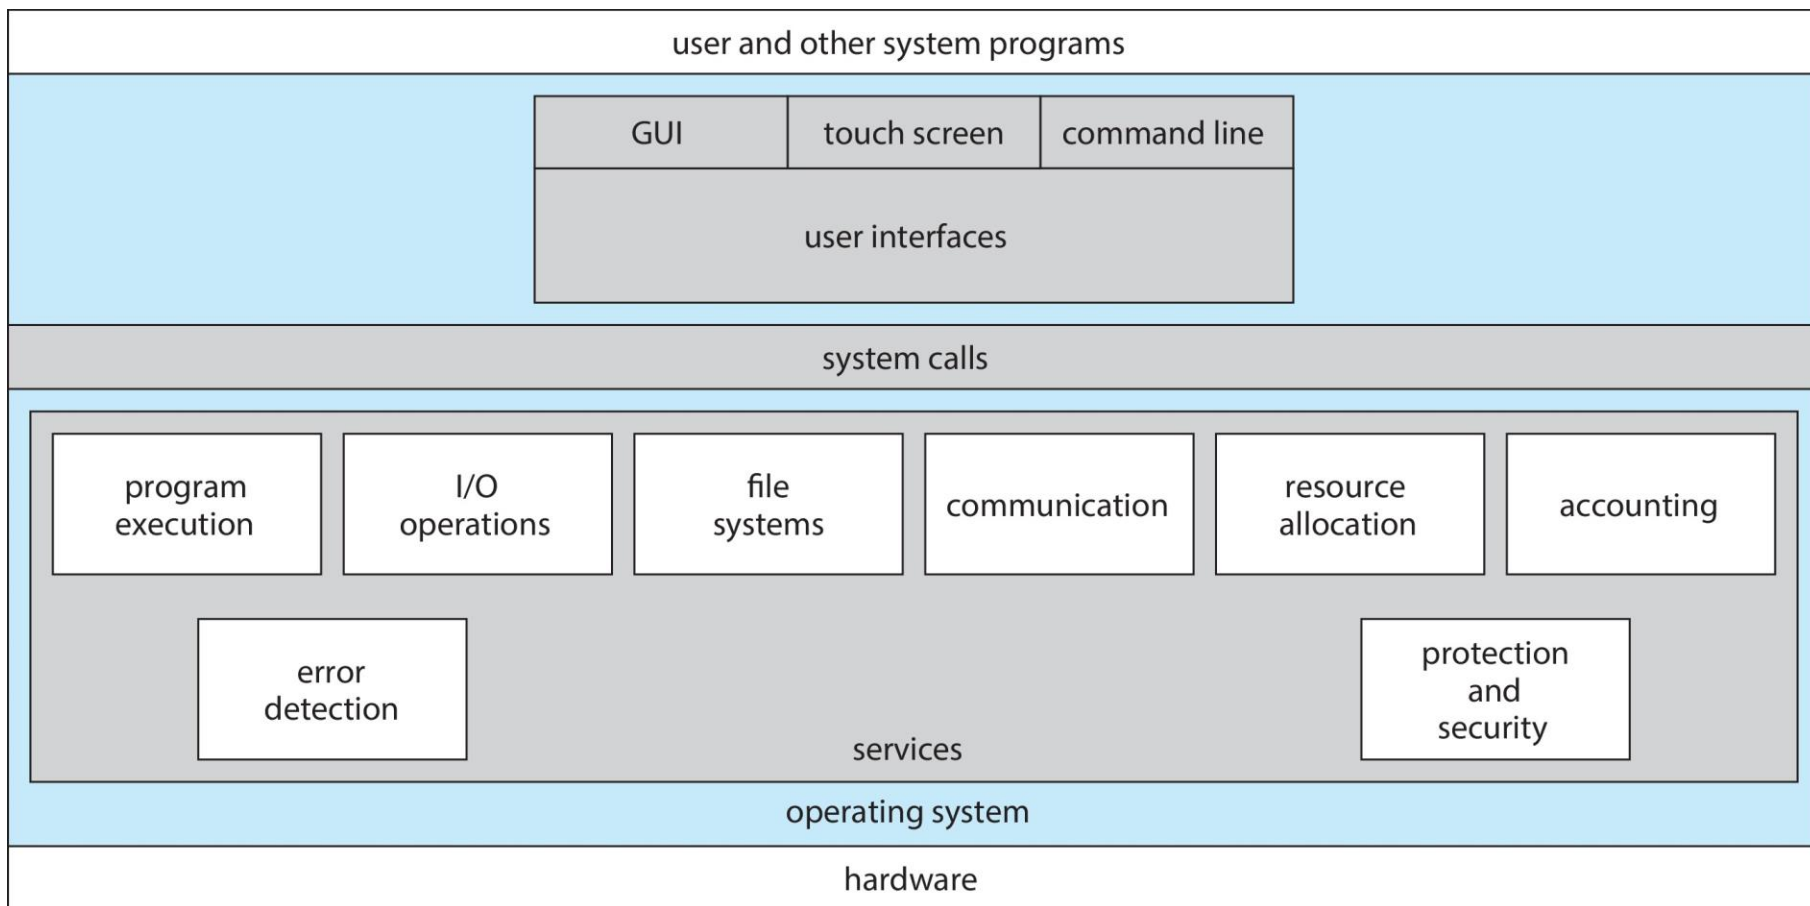 user and other system programs
GUI
touch screen
command line
user interfaces
system calls
program
execution
I/O
operations
file
systems
communication
resource
allocation
accounting
error
detection
protection
and
security
services
operating system
hardware